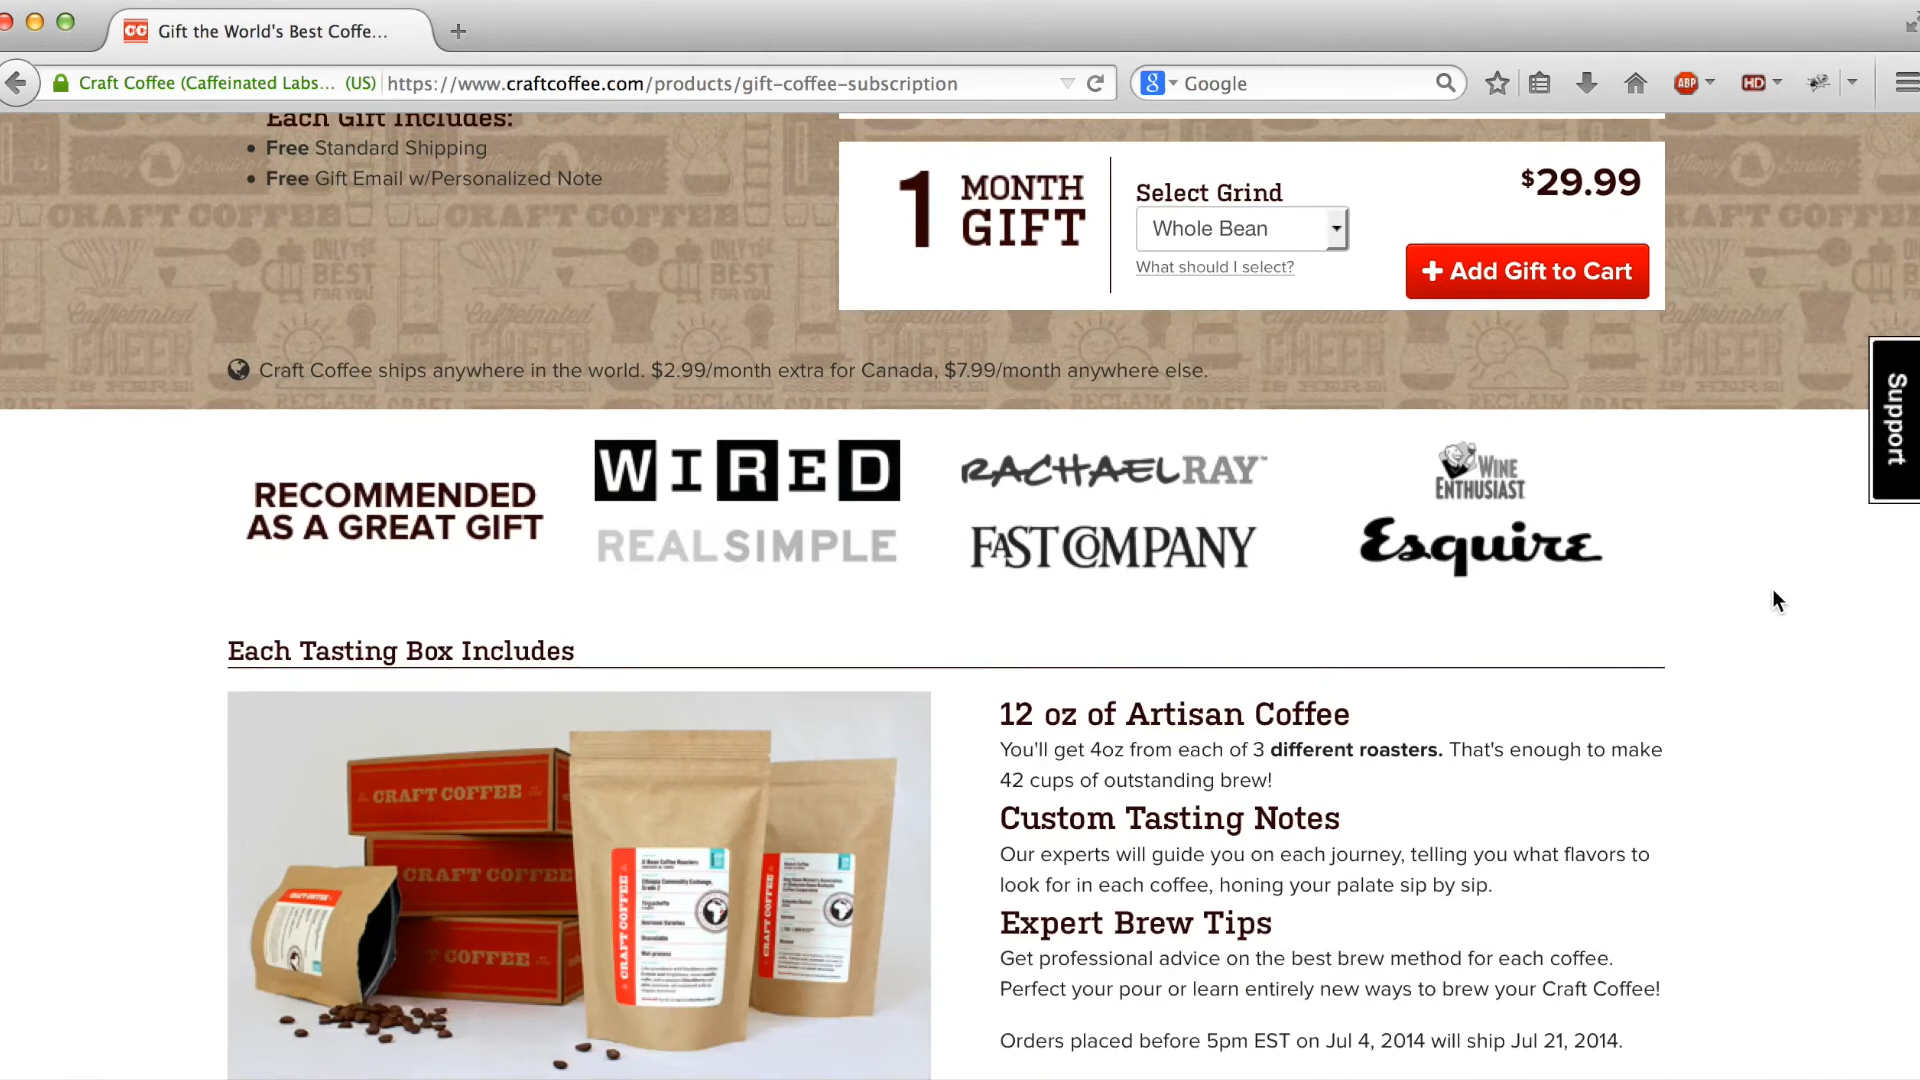 Gift the World's Best Coffe...
Craft Coffee (Caffeinated Labs... (US)
https://www.craftcoffee.com/products/gift-coffee-subscription
Google
ABP
HD
Each Gift Includes:
Free Standard Shipping
Free Gift Email w/Personalized Note
1 MONTH GIFT
Select Grind
Whole Bean
What should I select?
$29.99
+ Add Gift to Cart
Craft Coffee ships anywhere in the world. $2.99/month extra for Canada, $7.99/month anywhere else.
Support
RECOMMENDED
AS A GREAT GIFT
WIRED
RACHAELRAY™
WINE
ENTHUSIAST
REALSIMPLE
FAST COMPANY
Esquire
Each Tasting Box Includes
CRAFT COFFEE
CRAFT COFFEE
CRAFT COFFEE
CRAFT COFFEE
12 oz of Artisan Coffee
You'll get 4oz from each of 3 different roasters. That's enough to make
42 cups of outstanding brew!
Custom Tasting Notes
Our experts will guide you on each journey, telling you what flavors to
look for in each coffee, honing your palate sip by sip.
Expert Brew Tips
Get professional advice on the best brew method for each coffee.
Perfect your pour or learn entirely new ways to brew your Craft Coffee!
Orders placed before 5pm EST on Jul 4, 2014 will ship Jul 21, 2014.